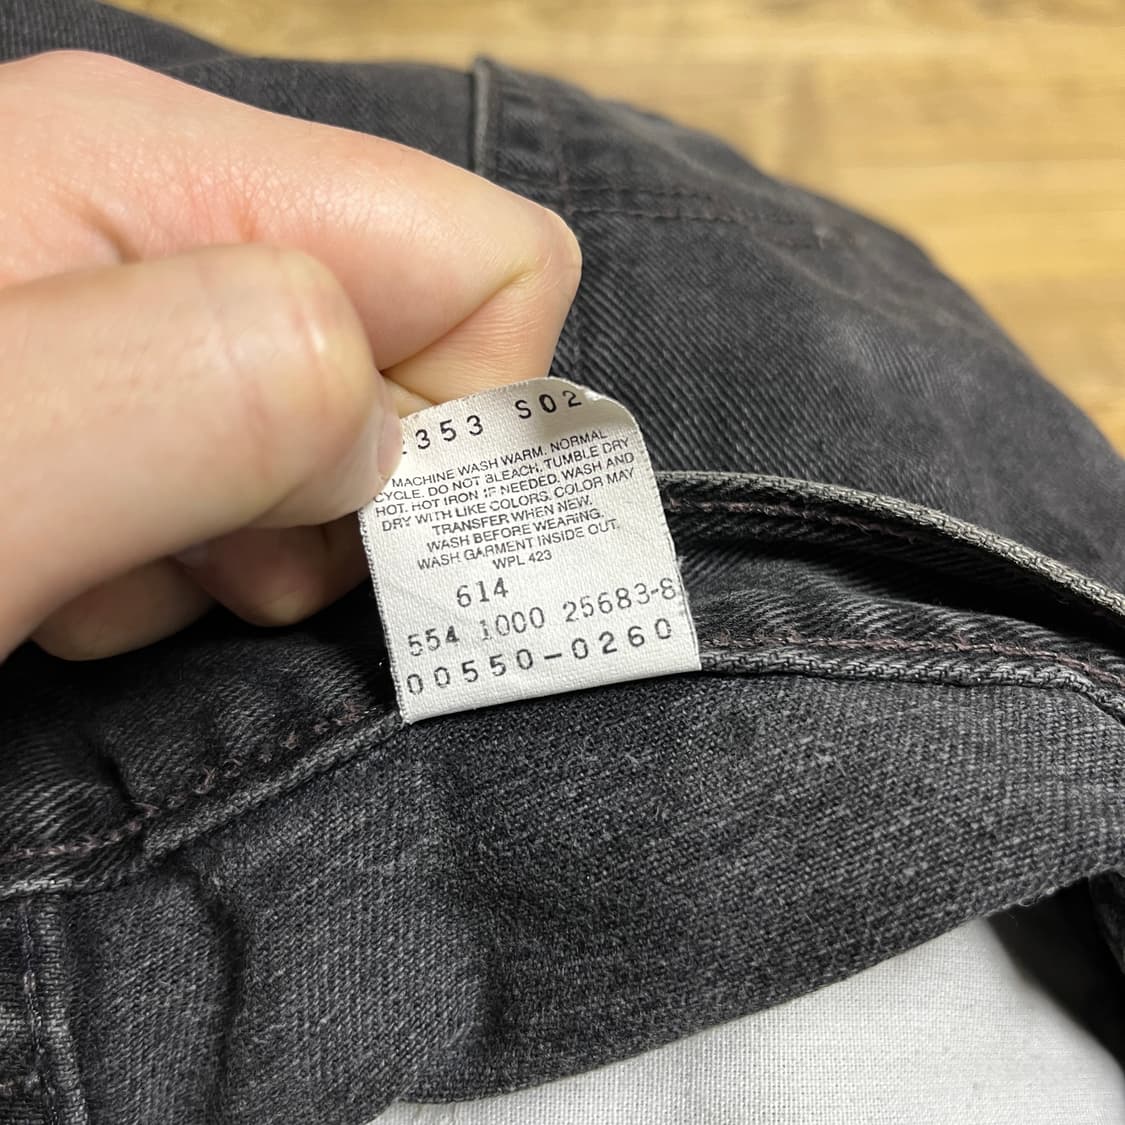 353 S02
MACHINE WASH WARM. NORMAL
CYCLE. DO NOT BLEACH. TUMBLE DRY
HOT. HOT IRON IF NEEDED. WASH AND
DRY WITH LIKE COLORS. COLOR MAY
TRANSFER WHEN NEW.
WASH BEFORE WEARING.
WASH GARMENT INSIDE OUT.
WPL 423
614
554 1000 25683-8
00550-0260